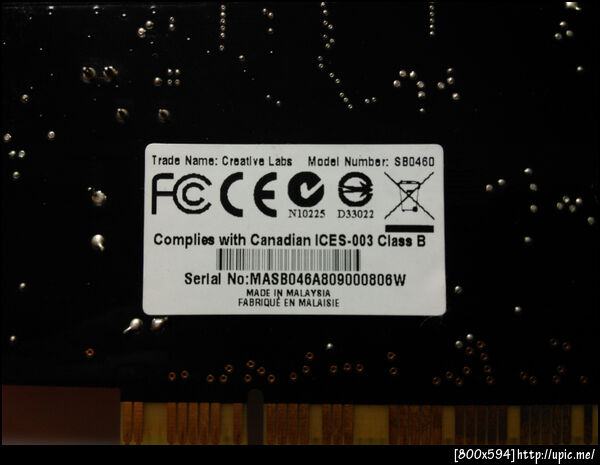 Trade Name: Creative Labs Model Number: SB0460
FCC CE N10225 D33022
Complies with Canadian ICES-003 Class B
Serial No:MASB046A809000806W
MADE IN MALAYSIA
FABRIQUÉ EN MALAISIE
[800x594]http://upic.me/